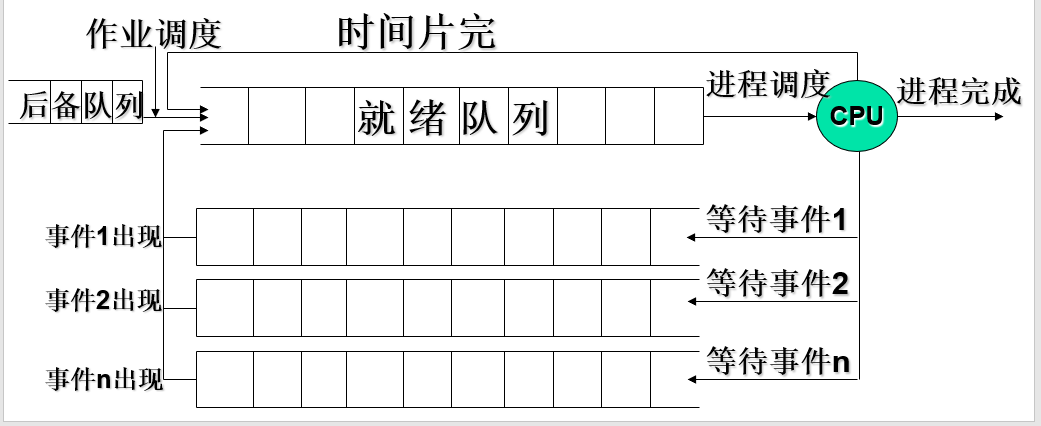 作业调度
时间片完
后备队列
就绪队列
进程调度
CPU
进程完成
事件1出现
等待事件1
事件2出现
等待事件2
事件n出现
等待事件n